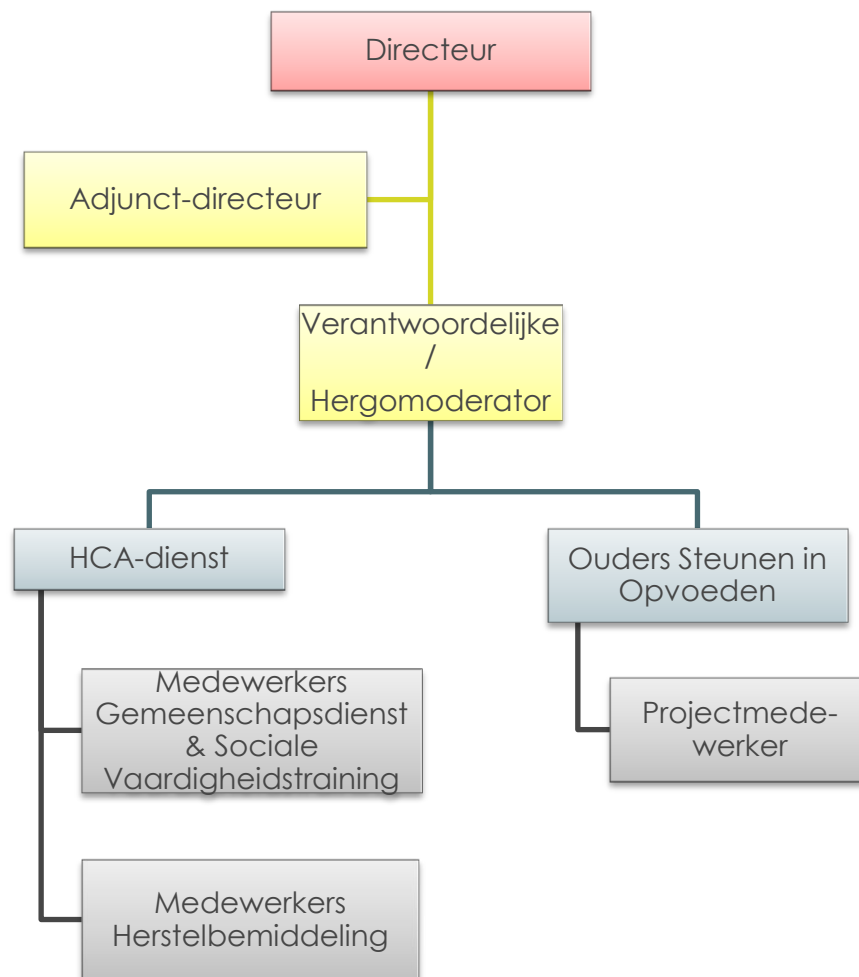 Directeur
Adjunct-directeur
Verantwoordelijke
/
Hergomoderator
HCA-dienst
Ouders Steunen in
Opvoeden
Medewerkers
Gemeenschapsdienst
& Sociale
Vaardigheidstraining
Projectmede-
werker
Medewerkers
Herstelbemiddeling